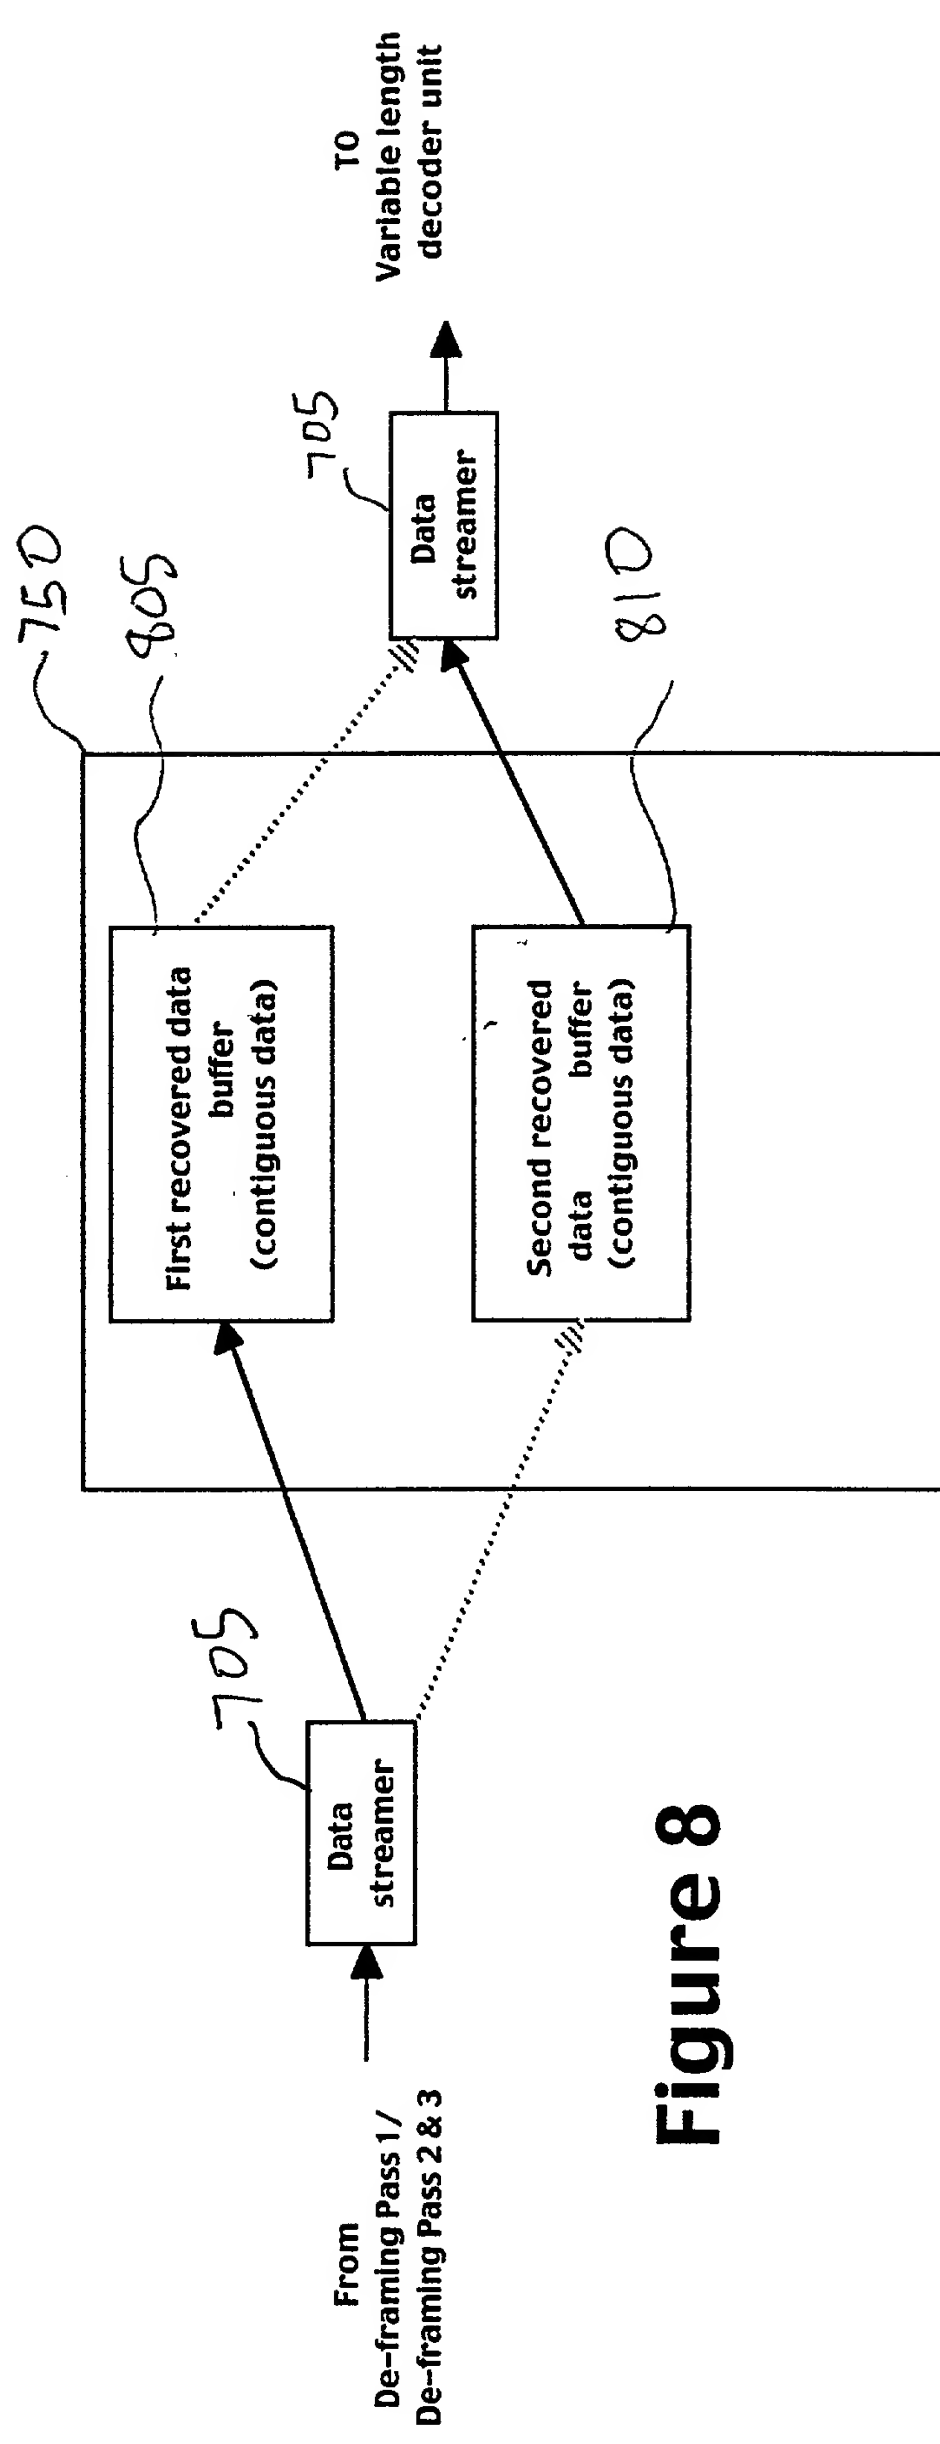 750
805
First recovered data
buffer
(contiguous data)
705
Data
streamer
From
De-framing Pass 1/
De-framing Pass 2 & 3
705
Data
streamer
TO
Variable length
decoder unit
810
Second recovered
data buffer
(contiguous data)
Figure 8